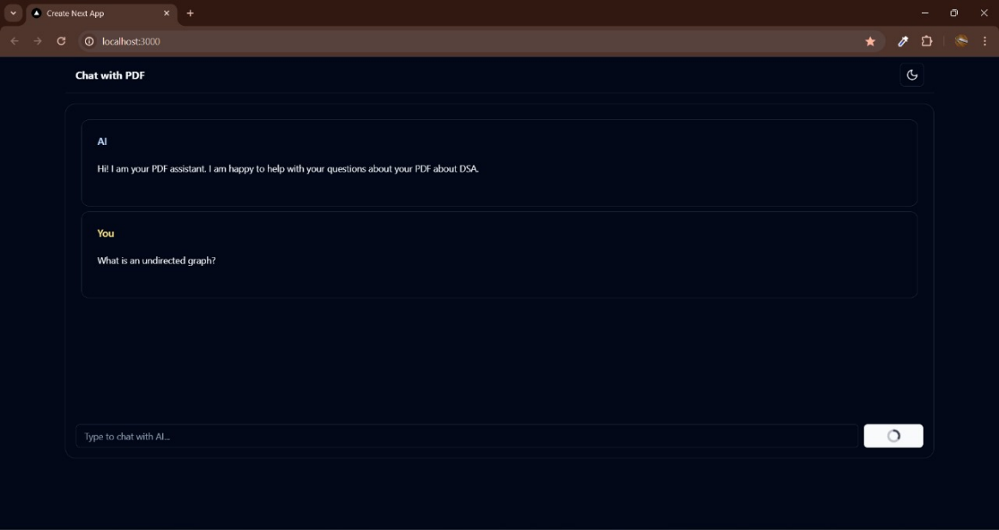 Create Next App
localhost:3000
Chat with PDF
AI
Hi! I am your PDF assistant. I am happy to help with your questions about your PDF about DSA.
You
What is an undirected graph?
Type to chat with AI...